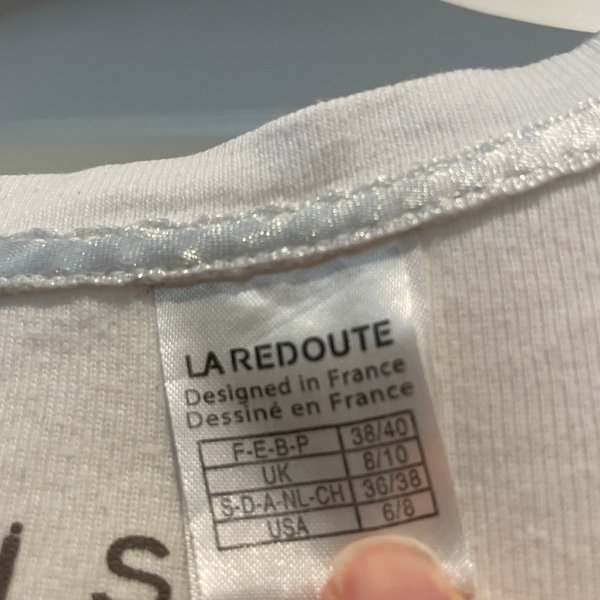 LA REDOUTE
Designed in France
Dessiné en France
F-E-B-P 38/40
UK 8/10
S-D-A-NL-CH 36/38
USA 6/8
i s